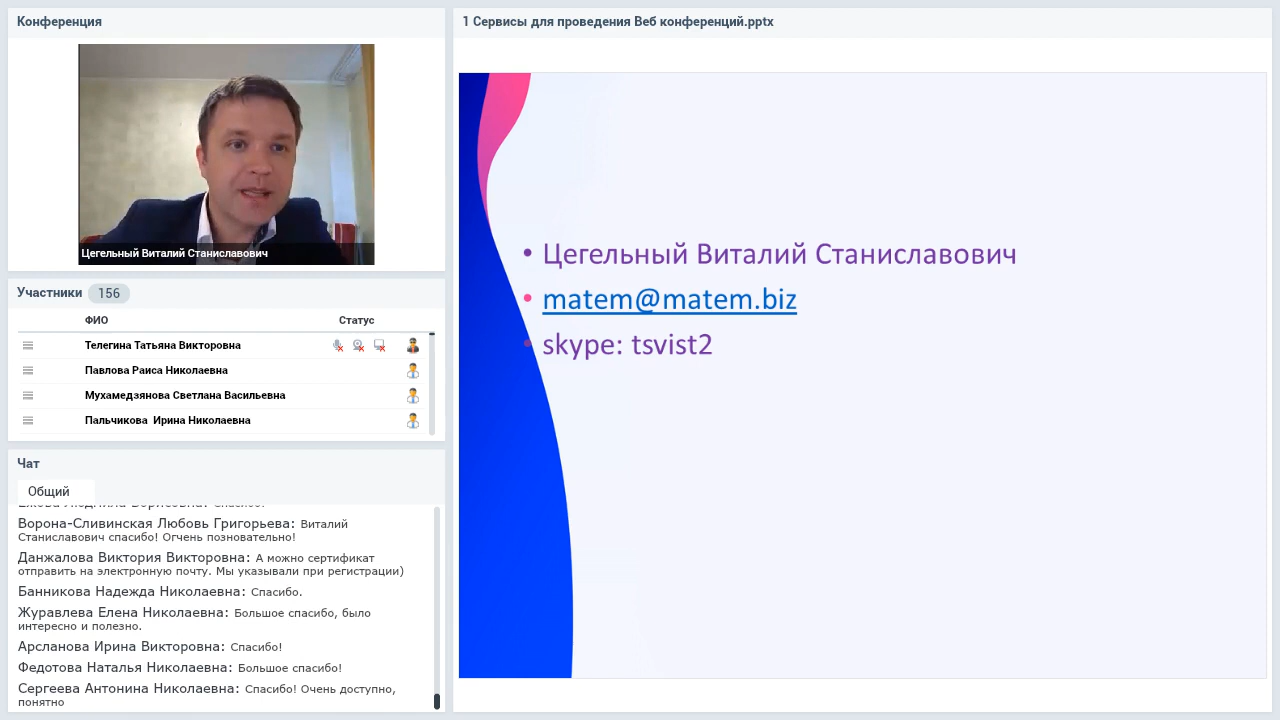 Конференция
Цегельный Виталий Станиславович
Участники 156
ФИО Статус
Телегина Татьяна Викторовна
Павлова Раиса Николаевна
Мухамедзянова Светлана Васильевна
Пальчикова Ирина Николаевна
Чат
Общий
Ворона-Сливинская Любовь Григорьева: Виталий
Станиславович спасибо! Огчень позновательно!
Данжалова Виктория Викторовна: А можно сертификат
отправить на электронную почту. Мы указывали при регистрации)
Банникова Надежда Николаевна: Спасибо.
Журавлева Елена Николаевна: Большое спасибо, было
интересно и полезно.
Арсланова Ирина Викторовна: Спасибо!
Федотова Наталья Николаевна: Большое спасибо!
Сергеева Антонина Николаевна: Спасибо! Очень доступно,
понятно
1 Сервисы для проведения Веб конференций.pptx
• Цегельный Виталий Станиславович
• matem@matem.biz
• skype: tsvist2